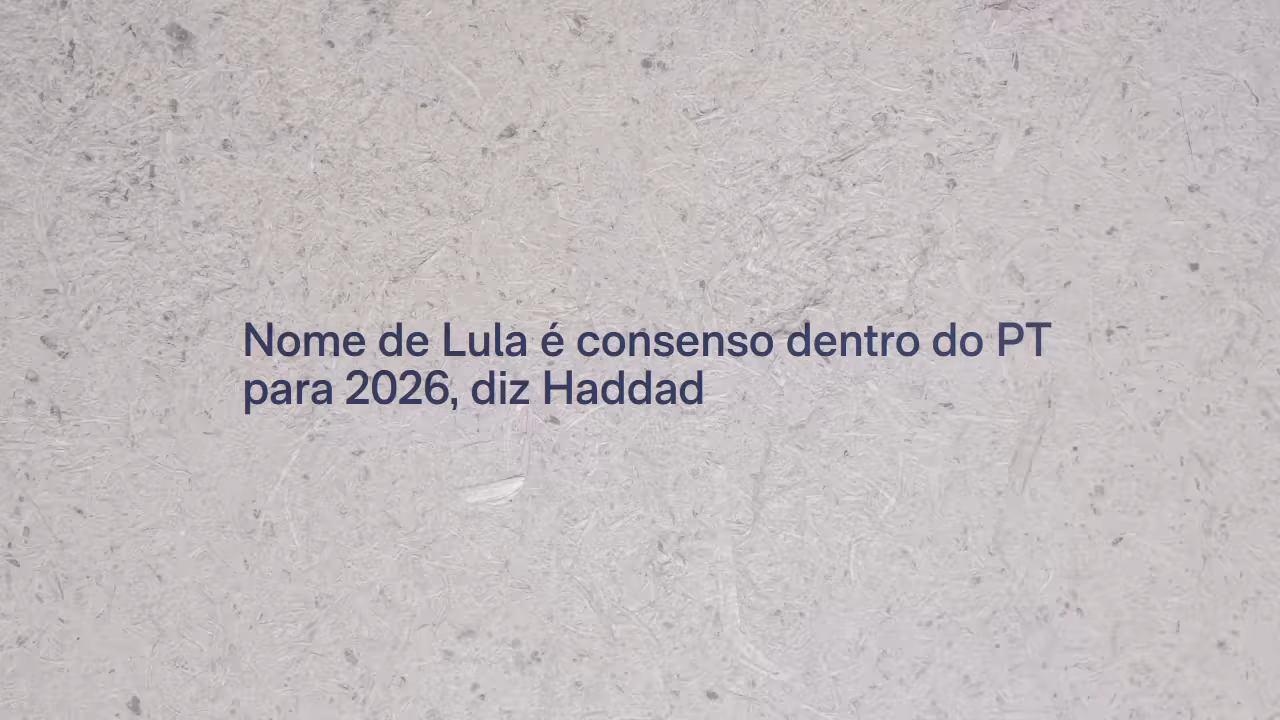 Nome de Lula é consenso dentro do PT
para 2026, diz Haddad